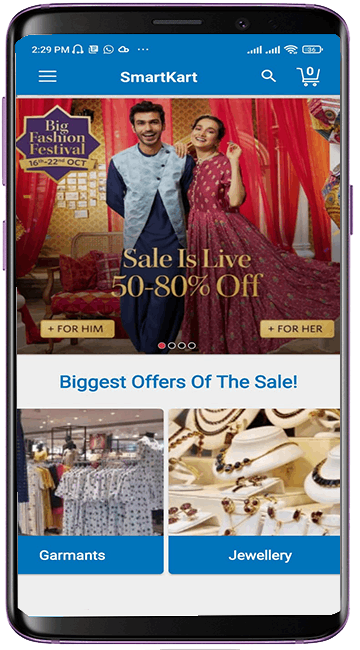 2:29 PM
SmartKart
0
Big
Fashion
Festival
16th-22nd OCT
Sale Is Live
50-80% Off
+ FOR HIM
+ FOR HER
Biggest Offers Of The Sale!
Garmants
Jewellery